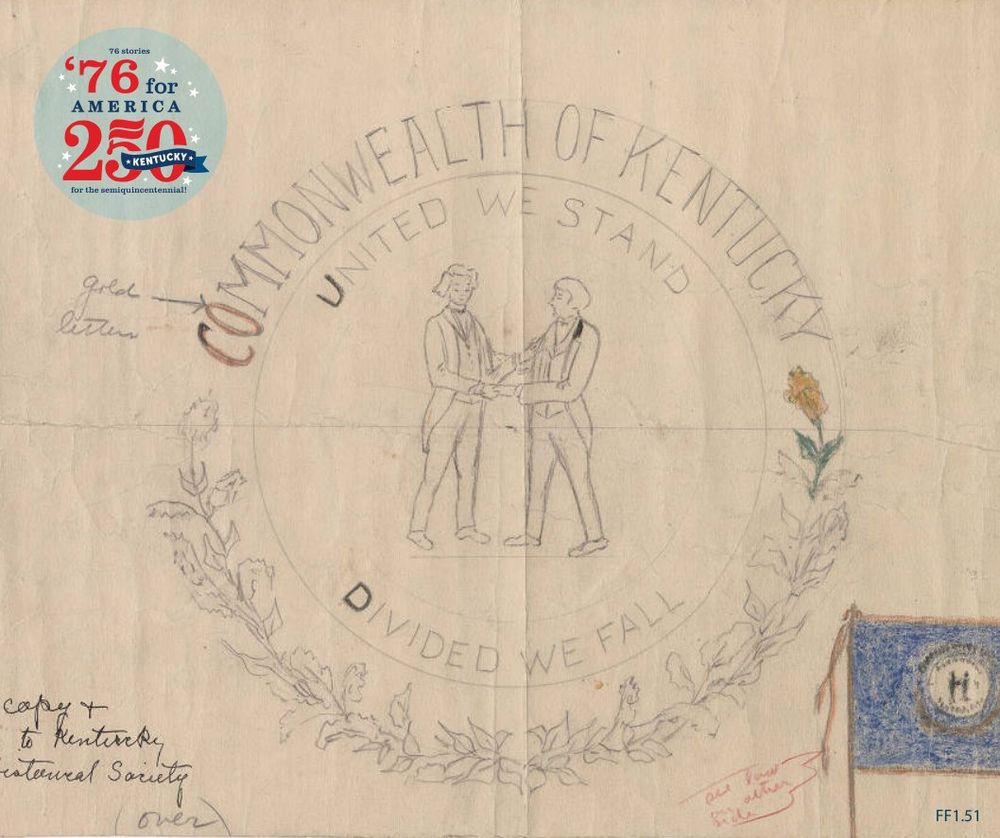 76 stories
'76 for
AMERICA
250
KENTUCKY
for the semiquincentennial!
COMMONWEALTH OF KENTUCKY
UNITED WE STAND
gold
letters
DIVIDED WE FALL
copy +
to Kentucky
Society
(over)
H
side
FF1.51